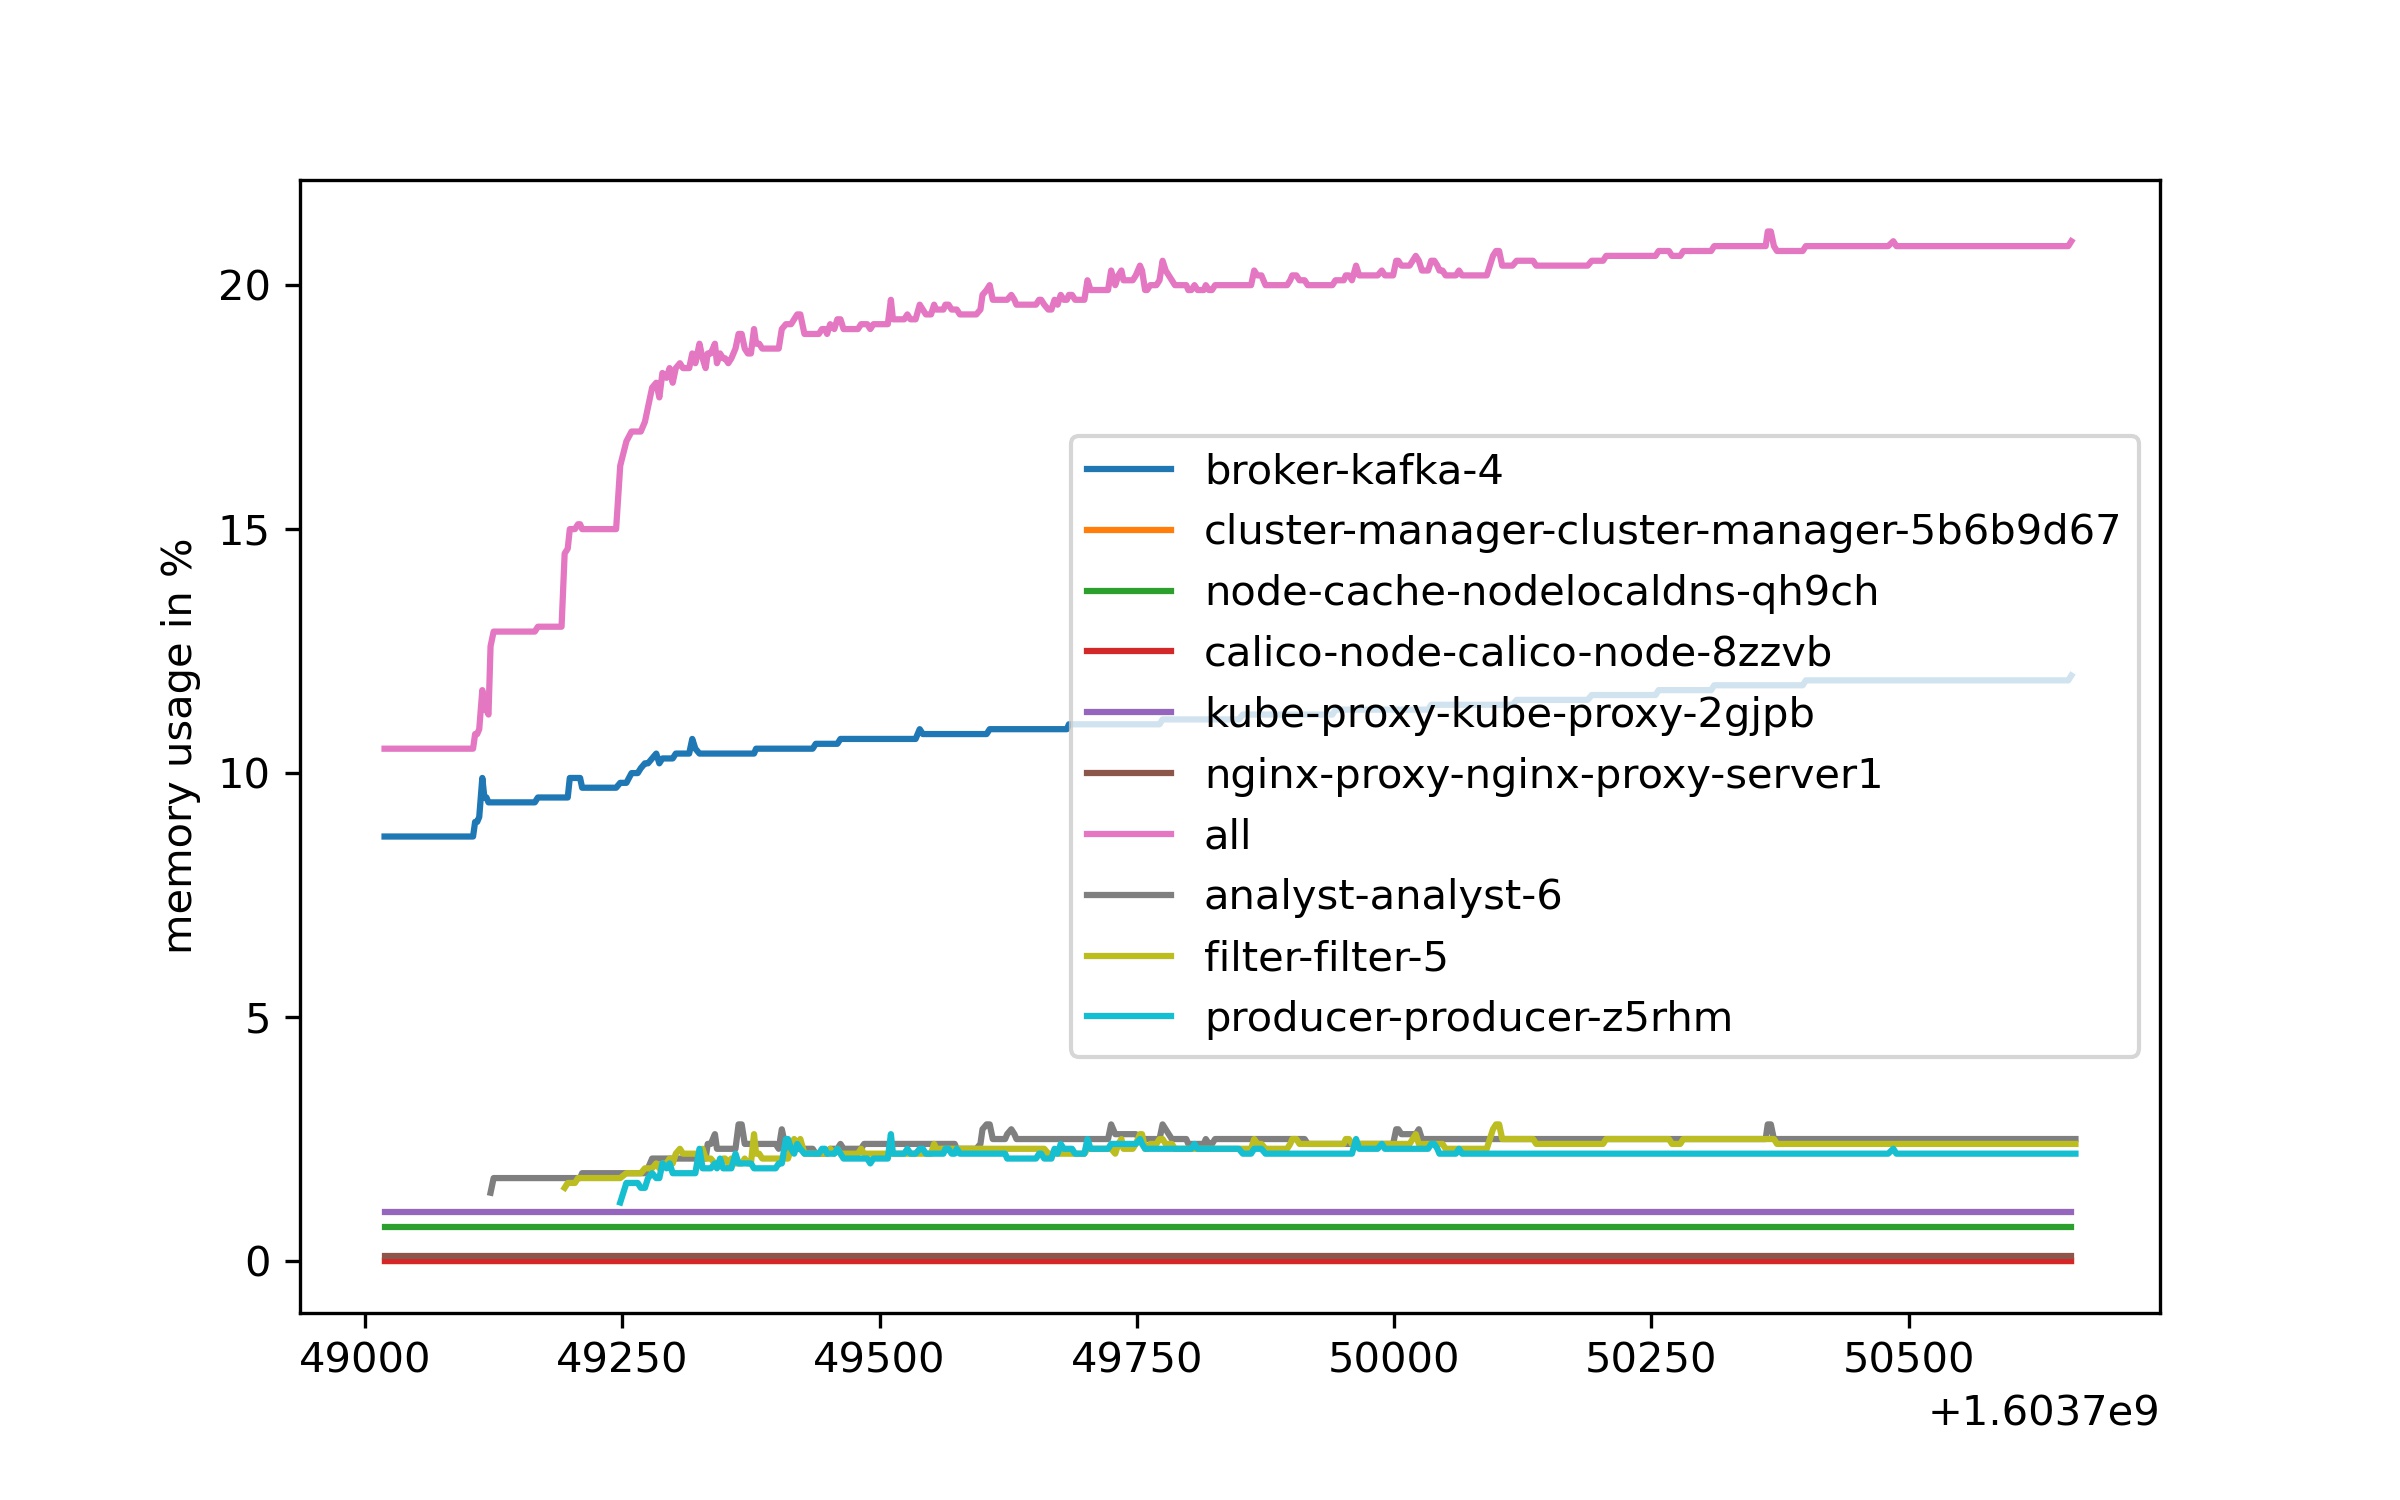 memory usage in %
20
15
10
5
0
broker-kafka-4
cluster-manager-cluster-manager-5b6b9d67
node-cache-nodelocaldns-qh9ch
calico-node-calico-node-8zzvb
kube-proxy-kube-proxy-2gjpb
nginx-proxy-nginx-proxy-server1
all
analyst-analyst-6
filter-filter-5
producer-producer-z5rhm
49000 49250 49500 49750 50000 50250 50500
+1.6037e9